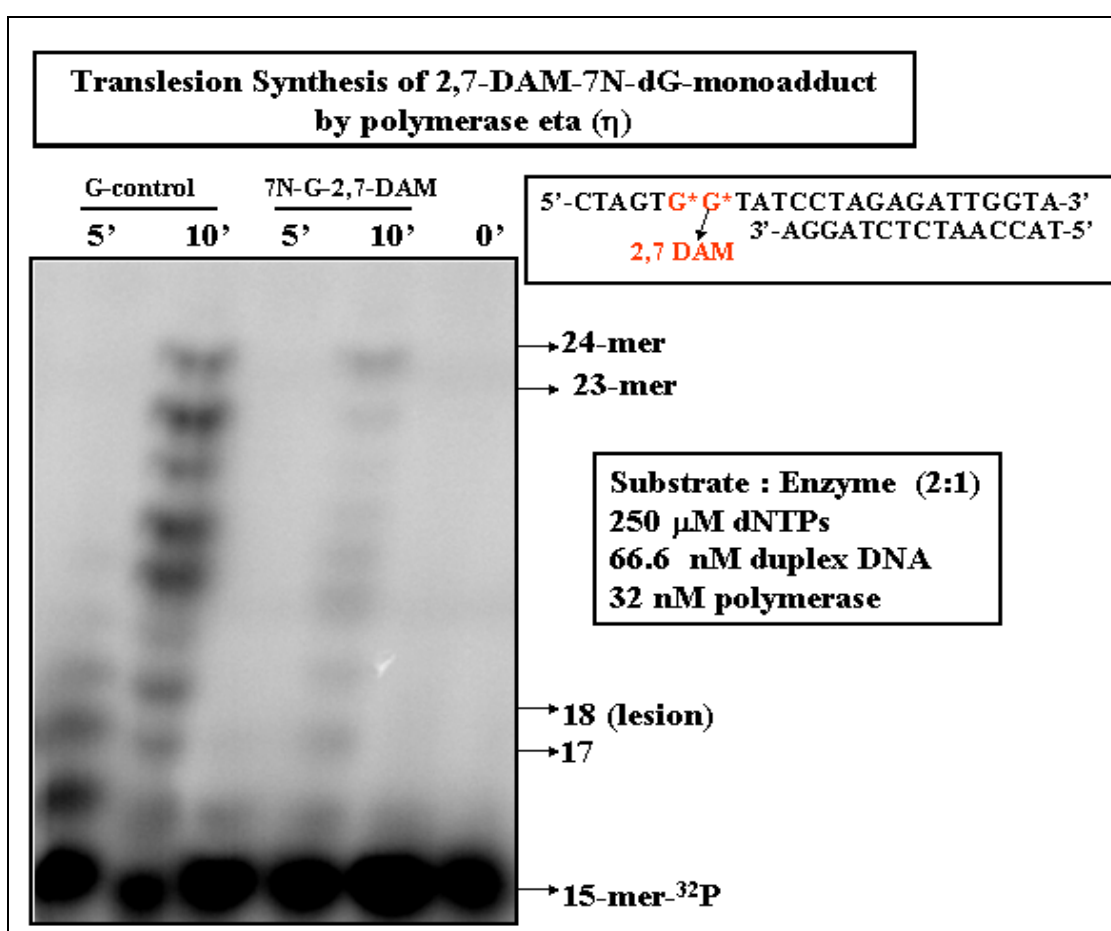 Translesion Synthesis of 2,7-DAM-7N-dG-monoadduct
by polymerase eta (η)
G-control 7N-G-2,7-DAM
5’ 10’ 5’ 10’ 0’
5’-CTAGTG*G*TATCCTAGAGATTGGTA-3’
3’-AGGATCTCTAACCAT-5’
2,7 DAM
24-mer
23-mer
Substrate : Enzyme (2:1)
250 µM dNTPs
66.6 nM duplex DNA
32 nM polymerase
18 (lesion)
17
15-mer-³²P